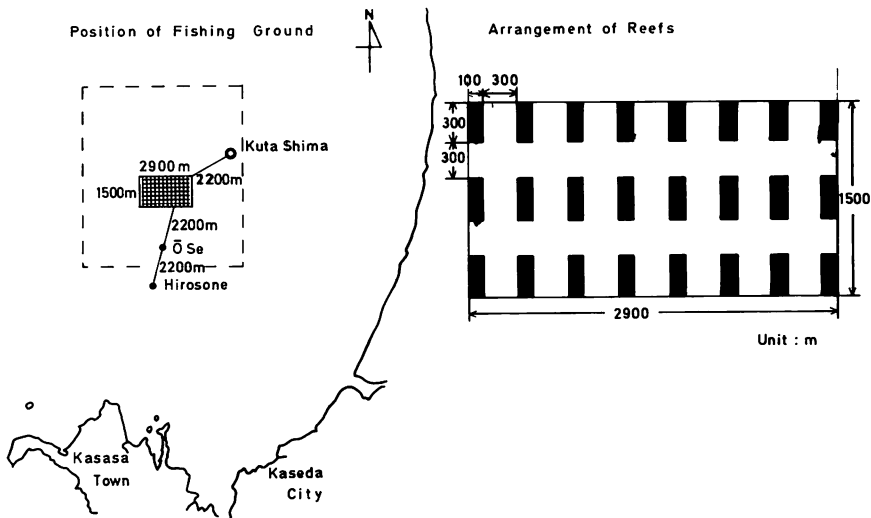 Position of Fishing Ground
N
Kuta Shima
2900 m
2200m
1500m
2200m
Ō Se
2200m
Hirosone
Kasasa
Town
Kaseda
City
Arrangement of Reefs
100 300
300
300
1500
2900
Unit : m